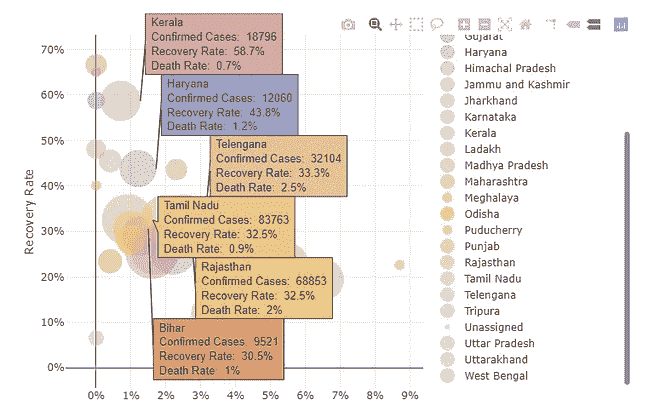 Kerala
Confirmed Cases: 18796
Recovery Rate: 58.7%
Death Rate: 0.7%
Haryana
Confirmed Cases: 12060
Recovery Rate: 43.8%
Death Rate: 1.2%
Telengana
Confirmed Cases: 32104
Recovery Rate: 33.3%
Death Rate: 2.5%
Tamil Nadu
Confirmed Cases: 83763
Recovery Rate: 32.5%
Death Rate: 0.9%
Rajasthan
Confirmed Cases: 68853
Recovery Rate: 32.5%
Death Rate: 2%
Bihar
Confirmed Cases: 9521
Recovery Rate: 30.5%
Death Rate: 1%
Recovery Rate
70%
60%
50%
40%
30%
20%
10%
0%
0% 1% 2% 3% 4% 5% 6% 7% 8% 9%
Gujarat
Haryana
Himachal Pradesh
Jammu and Kashmir
Jharkhand
Karnataka
Kerala
Ladakh
Madhya Pradesh
Maharashtra
Meghalaya
Odisha
Puducherry
Punjab
Rajasthan
Tamil Nadu
Telengana
Tripura
Unassigned
Uttar Pradesh
Uttarakhand
West Bengal